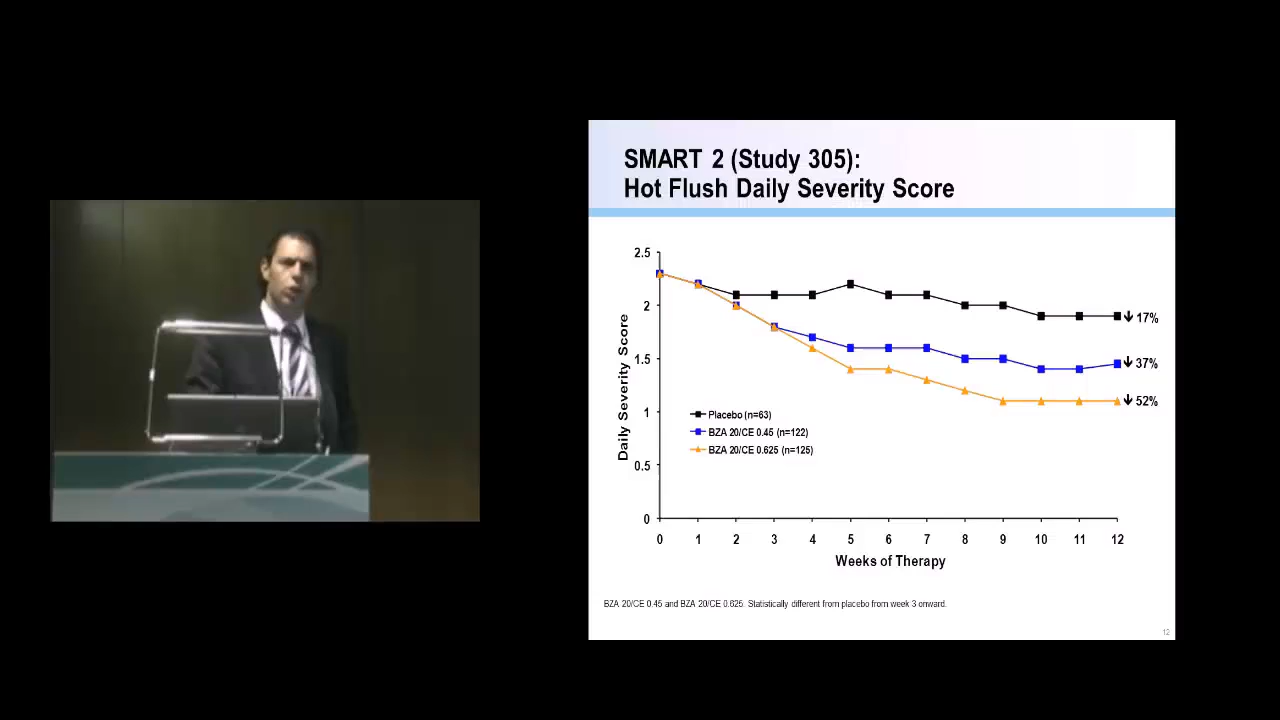 SMART 2 (Study 305):
Hot Flush Daily Severity Score
2.5
2
1.5
1
0.5
0
Daily Severity Score
17%
37%
52%
Placebo (n=63)
BZA 20/CE 0.45 (n=122)
BZA 20/CE 0.625 (n=125)
0 1 2 3 4 5 6 7 8 9 10 11 12
Weeks of Therapy
BZA 20/CE 0.45 and BZA 20/CE 0.625. Statistically different from placebo from week 3 onward.
12